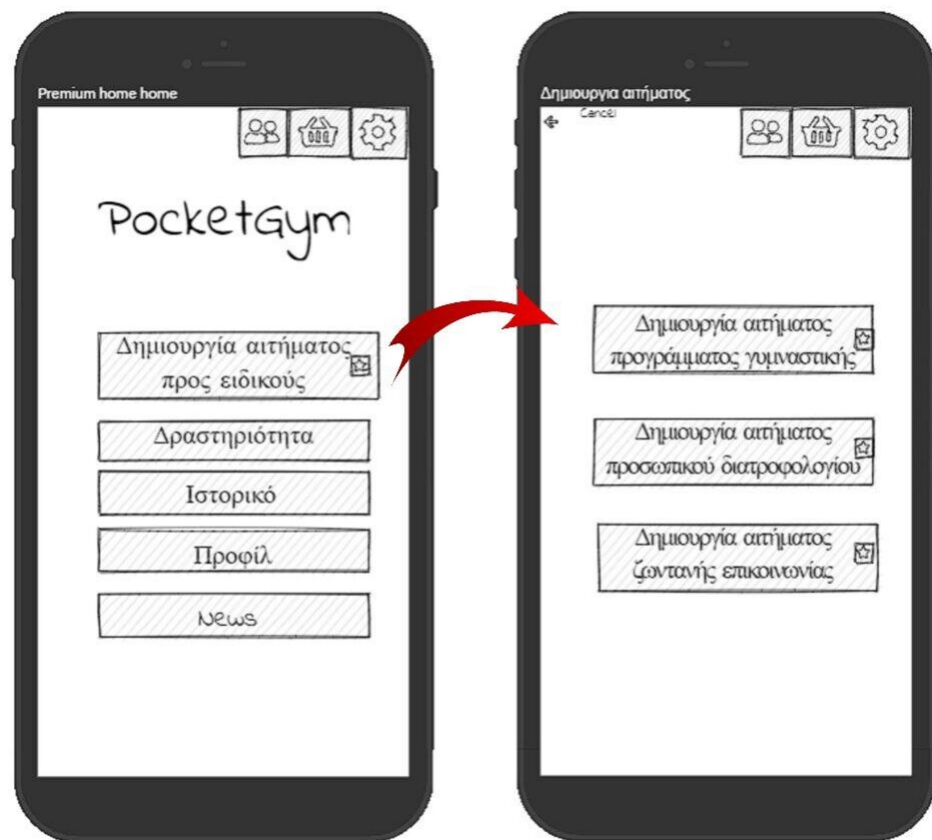 Premium home home
PocketGym
Δημιουργία αιτήματος
προς ειδικούς
Δραστηριότητα
Ιστορικό
Προφίλ
News
Δημιουργια αιτήματος
Cancel
Δημιουργία αιτήματος
προγράμματος γυμναστικής
Δημιουργία αιτήματος
προσωπικού διατροφολογίου
Δημιουργία αιτήματος
ζωντανής επικοινωνίας